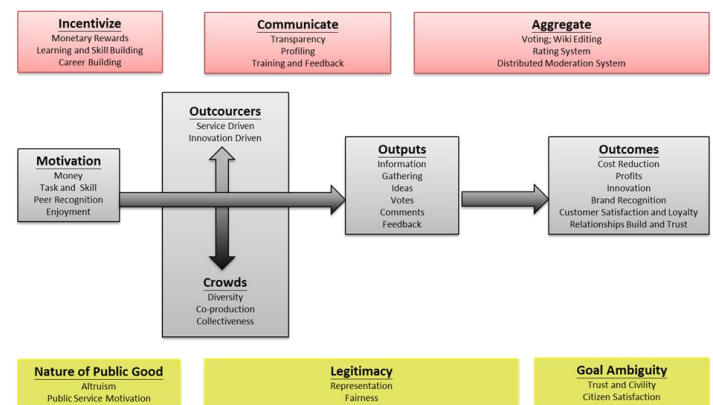 Incentivize
Monetary Rewards
Learning and Skill Building
Career Building
Communicate
Transparency
Profiling
Training and Feedback
Aggregate
Voting; Wiki Editing
Rating System
Distributed Moderation System
Motivation
Money
Task and Skill
Peer Recognition
Enjoyment
Outcourcers
Service Driven
Innovation Driven
Crowds
Diversity
Co-production
Collectiveness
Outputs
Information
Gathering
Ideas
Votes
Comments
Feedback
Outcomes
Cost Reduction
Profits
Innovation
Brand Recognition
Customer Satisfaction and Loyalty
Relationships Build and Trust
Nature of Public Good
Altruism
Public Service Motivation
Legitimacy
Representation
Fairness
Goal Ambiguity
Trust and Civility
Citizen Satisfaction